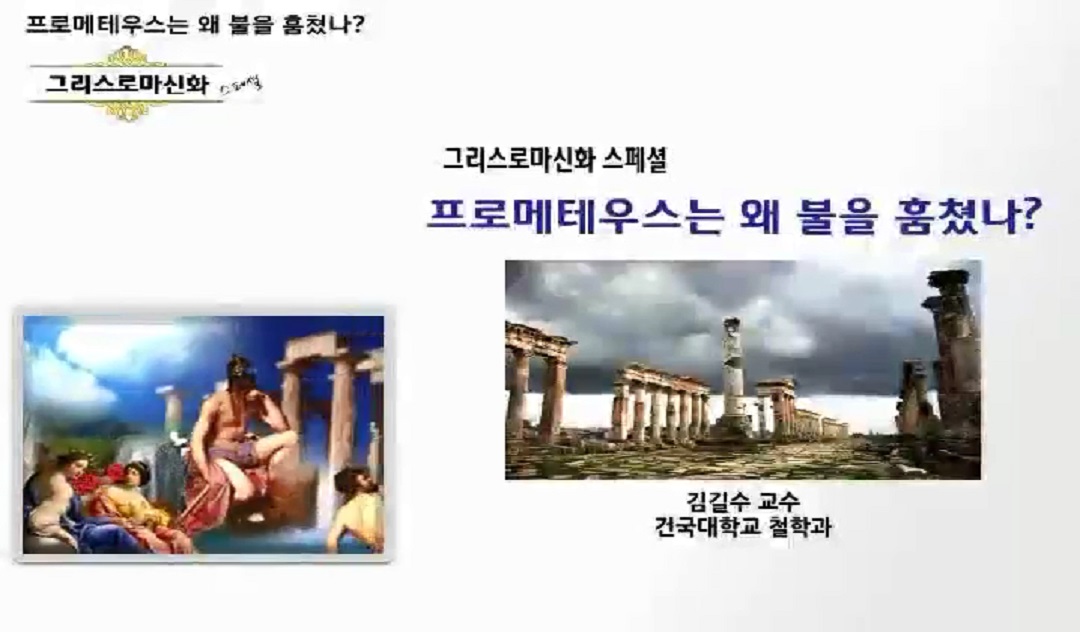 프로메테우스는 왜 불을 훔쳤나?
그리스로마신화 스페셜
그리스로마신화 스페셜
프로메테우스는 왜 불을 훔쳤나?
김길수 교수
건국대학교 철학과